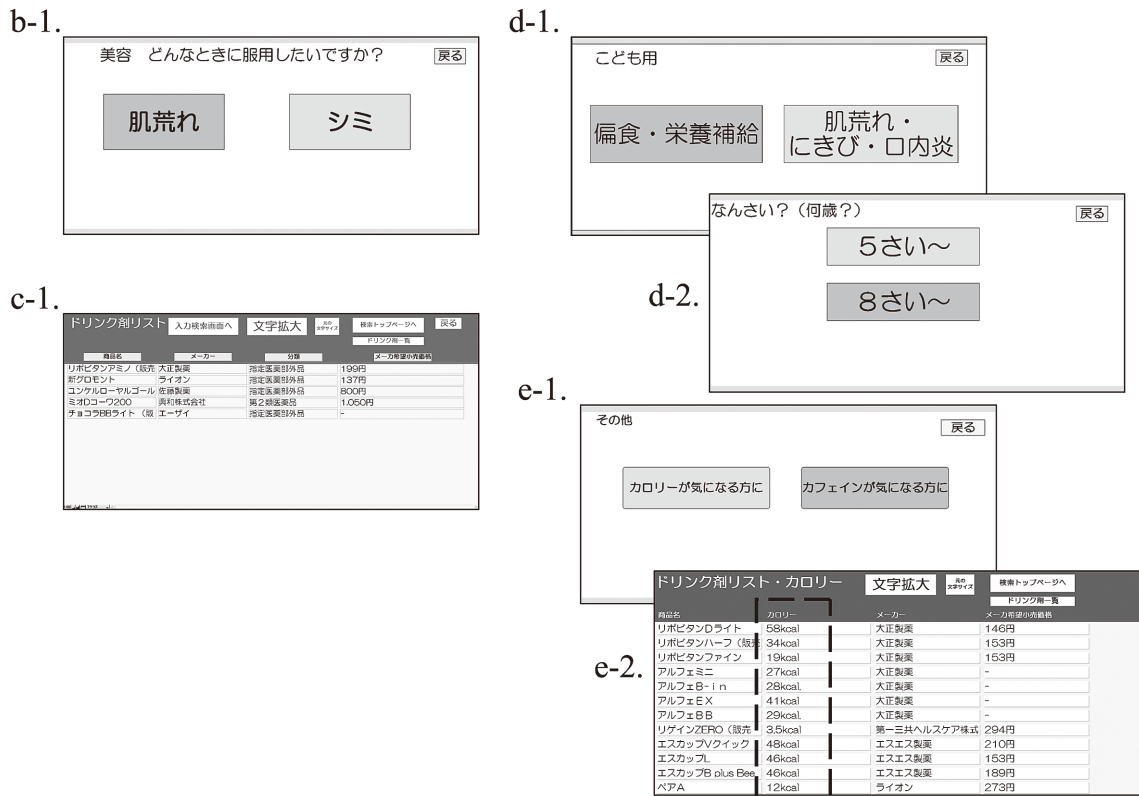 b-1.
美容　どんなときに服用したいですか？
戻る
肌荒れ
シミ
c-1.
ドリンク剤リスト
入力検索画面へ
文字拡大
元の
文字サイズ
検索トップページへ
戻る
ドリンク剤一覧
商品名 メーカー 分類 メーカ希望小売価格
リポビタンアミノ（販売 大正製薬 指定医薬部外品 199円
新グロモント ライオン 指定医薬部外品 137円
ユンケルローヤルゴール 佐藤製薬 指定医薬部外品 800円
ミオDコーワ200 興和株式会社 第2類医薬品 1,050円
チョコラBBライト（販 エーザイ 指定医薬部外品 -
d-1.
こども用
戻る
偏食・栄養補給
肌荒れ・
にきび・口内炎
d-2.
なんさい？（何歳？）
戻る
5さい～
8さい～
e-1.
その他
戻る
カロリーが気になる方に
カフェインが気になる方に
e-2.
ドリンク剤リスト・カロリー
文字拡大
元の
文字サイズ
検索トップページへ
ドリンク剤一覧
商品名 カロリー メーカー メーカ希望小売価格
リポビタンDライト 58kcal 大正製薬 146円
リポビタンハーフ（販売 34kcal 大正製薬 153円
リポビタンファイン 19kcal 大正製薬 153円
アルフェミニ 27kcal 大正製薬 -
アルフェB-in 28kcal. 大正製薬 -
アルフェEX 41kcal 大正製薬 -
アルフェBB 29kcal. 大正製薬 -
リゲインZERO（販売 3.5kcal 第一三共ヘルスケア株式 294円
エスカップVクイック 48kcal エスエス製薬 210円
エスカップL 46kcal エスエス製薬 153円
エスカップB plus Bee 46kcal エスエス製薬 189円
ペアA 12kcal ライオン 273円